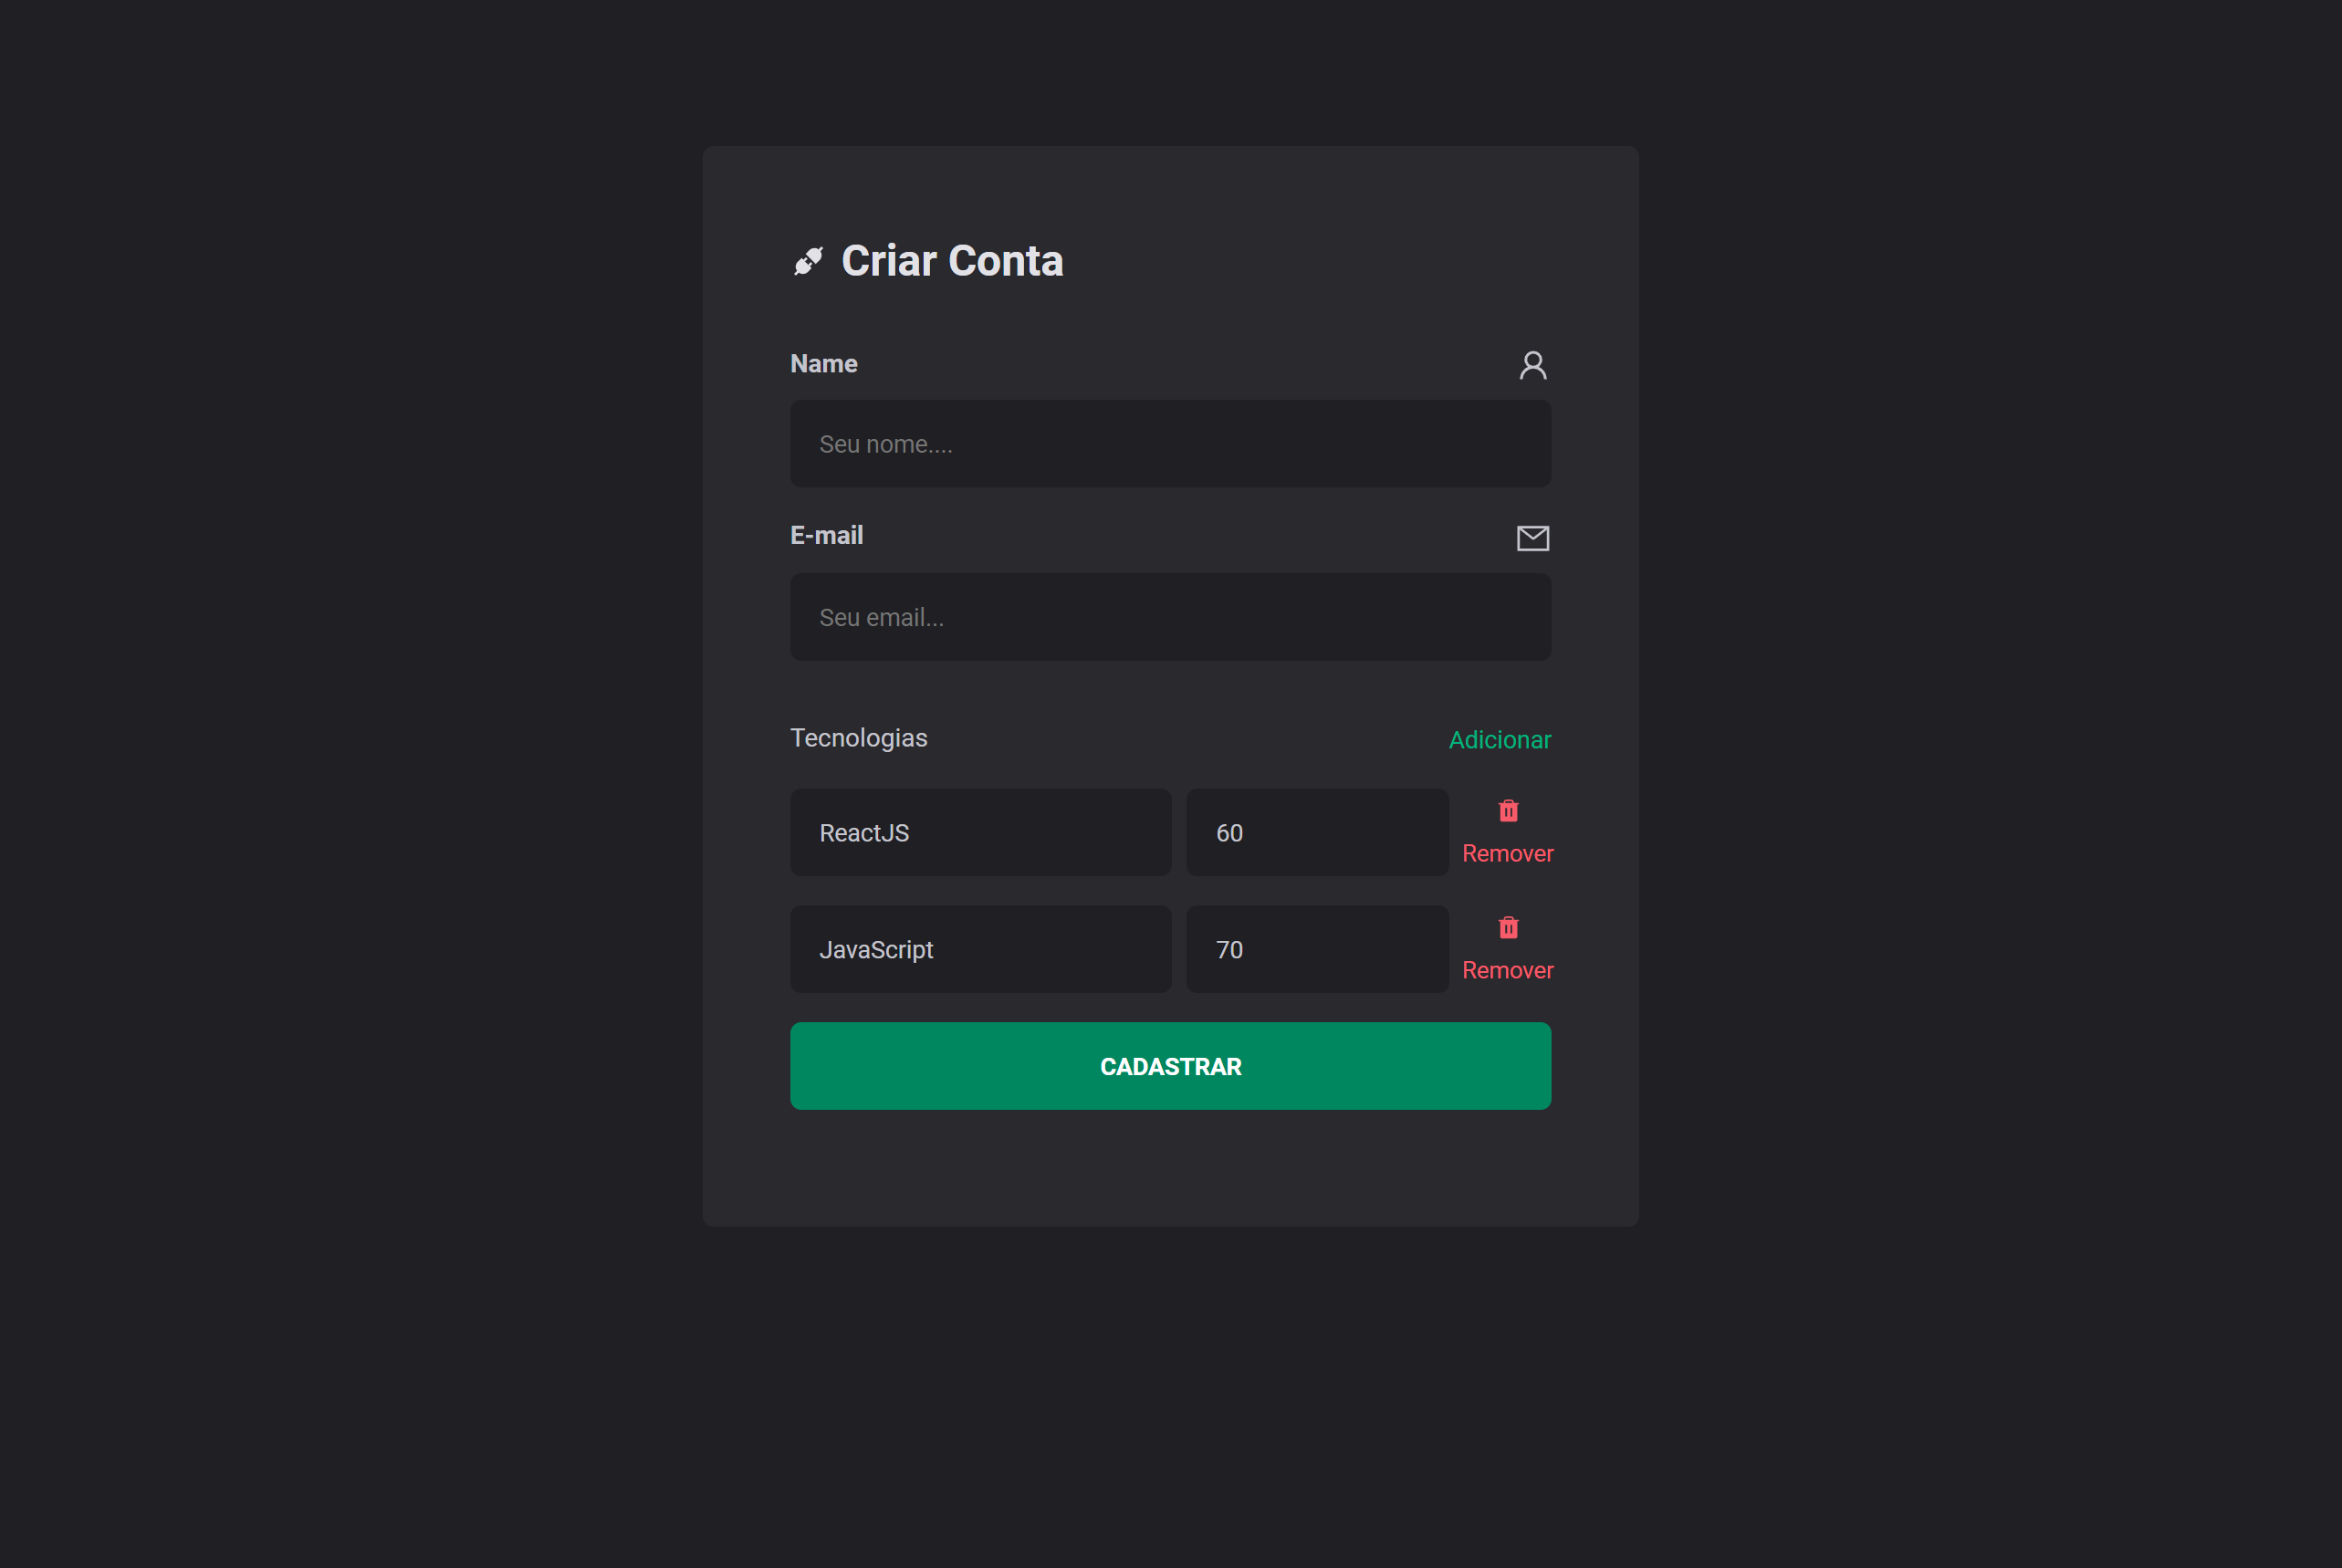 Criar Conta
Name
Seu nome....
E-mail
Seu email...
Tecnologias
Adicionar
ReactJS
60
Remover
JavaScript
70
Remover
CADASTRAR